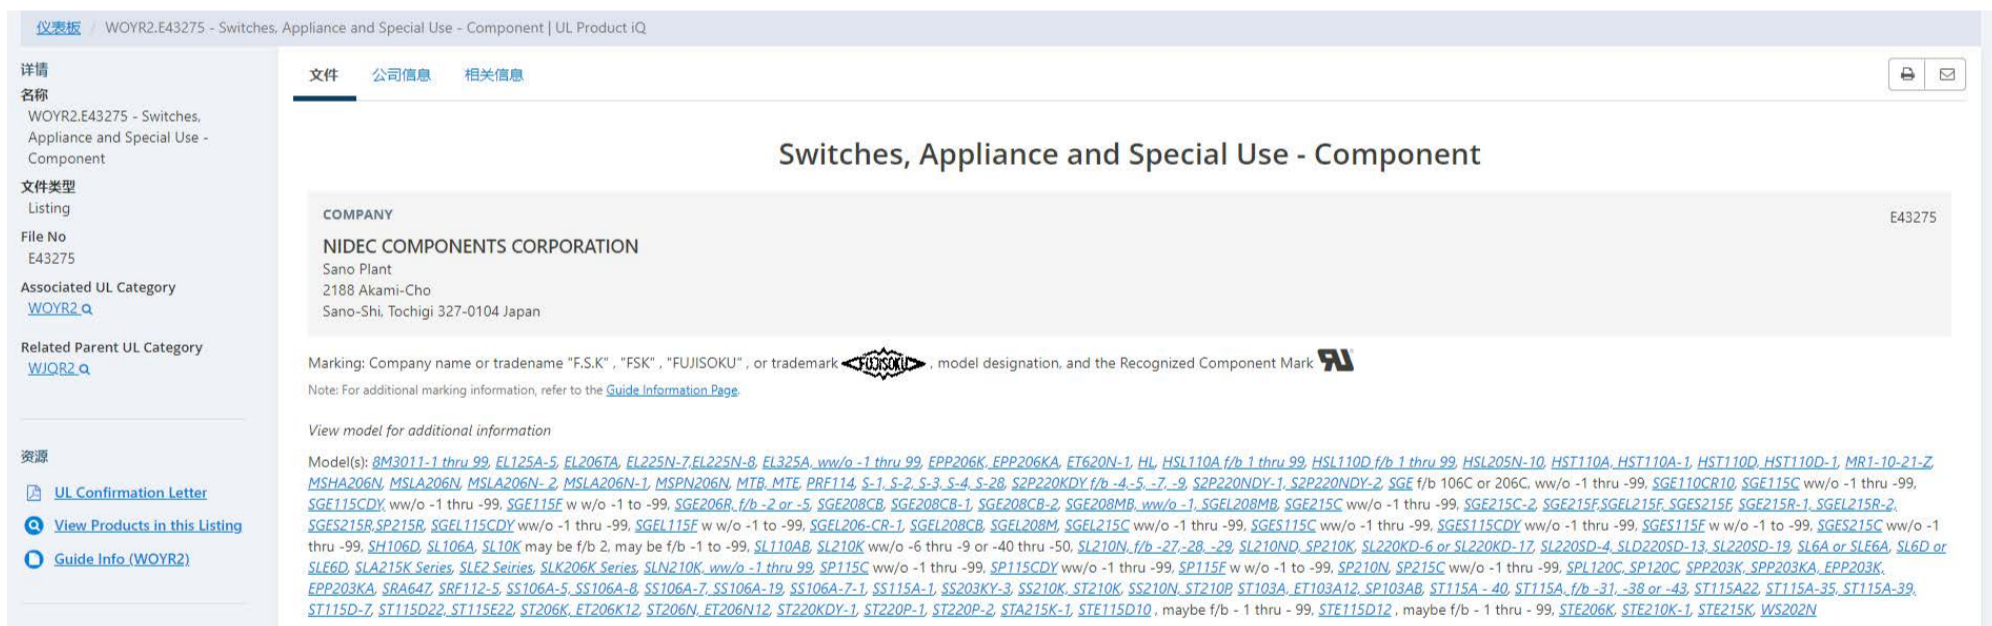 仪表板 / WOYR2.E43275 - Switches, Appliance and Special Use - Component | UL Product iQ
详情
名称
WOYR2.E43275 - Switches,
Appliance and Special Use -
Component
文件类型
Listing
File No
E43275
Associated UL Category
WOYR2
Related Parent UL Category
WJQR2
资源
UL Confirmation Letter
View Products in this Listing
Guide Info (WOYR2)
文件 公司信息 相关信息
Switches, Appliance and Special Use - Component
COMPANY
E43275
NIDEC COMPONENTS CORPORATION
Sano Plant
2188 Akami-Cho
Sano-Shi, Tochigi 327-0104 Japan
Marking: Company name or tradename "F.S.K" , "FSK" , "FUJISOKU" , or trademark FUJISOKU , model designation, and the Recognized Component Mark RU
Note: For additional marking information, refer to the Guide Information Page.
View model for additional information
Model(s): 8M3011-1 thru 99, EL125A-5, EL206TA, EL225N-7,EL225N-8, EL325A, ww/o -1 thru 99, EPP206K, EPP206KA, ET620N-1, HL, HSL110A f/b 1 thru 99, HSL110D f/b 1 thru 99, HSL205N-10, HST110A, HST110A-1, HST110D, HST110D-1, MR1-10-21-Z,
MSHA206N, MSLA206N, MSLA206N- 2, MSLA206N-1, MSPN206N, MTB, MTE, PRF114, S-1, S-2, S-3, S-4, S-28, S2P220KDY f/b -4,-5, -7, -9, S2P220NDY-1, S2P220NDY-2, SGE f/b 106C or 206C, ww/o -1 thru -99, SGE110CR10, SGE115C ww/o -1 thru -99,
SGE115CDY, ww/o -1 thru -99, SGE115F w w/o -1 to -99, SGE206R, f/b -2 or -5, SGE208CB, SGE208CB-1, SGE208CB-2, SGE208MB, ww/o -1, SGEL208MB, SGE215C ww/o -1 thru -99, SGE215C-2, SGE215F,SGEL215F, SGES215F, SGE215R-1, SGEL215R-2,
SGES215R,SP215R, SGEL115CDY ww/o -1 thru -99, SGEL115F w w/o -1 to -99, SGEL206-CR-1, SGEL208CB, SGEL208M, SGEL215C ww/o -1 thru -99, SGES115C ww/o -1 thru -99, SGES115CDY ww/o -1 thru -99, SGES115F w w/o -1 to -99, SGES215C ww/o -1
thru -99, SH106D, SL106A, SL10K may be f/b 2, may be f/b -1 to -99, SL110AB, SL210K ww/o -6 thru -9 or -40 thru -50, SL210N, f/b -27,-28, -29, SL210ND, SP210K, SL220KD-6 or SL220KD-17, SL220SD-4, SLD220SD-13, SL220SD-19, SL6A or SLE6A, SL6D or
SLE6D, SLA215K Series, SLE2 Seiries, SLK206K Series, SLN210K, ww/o -1 thru 99, SP115C ww/o -1 thru -99, SP115CDY ww/o -1 thru -99, SP115F w w/o -1 to -99, SP210N, SP215C ww/o -1 thru -99, SPL120C, SP120C, SPP203K, SPP203KA, EPP203K,
EPP203KA, SRA647, SRF112-5, SS106A-5, SS106A-8, SS106A-7, SS106A-19, SS106A-7-1, SS115A-1, SS203KY-3, SS210K, ST210K, SS210N, ST210P, ST103A, ET103A12, SP103AB, ST115A - 40, ST115A, f/b -31, -38 or -43, ST115A22, ST115A-35, ST115A-39,
ST115D-7, ST115D22, ST115E22, ST206K, ET206K12, ST206N, ET206N12, ST220KDY-1, ST220P-1, ST220P-2, STA215K-1, STE115D10 , maybe f/b - 1 thru - 99, STE115D12 , maybe f/b - 1 thru - 99, STE206K, STE210K-1, STE215K, WS202N